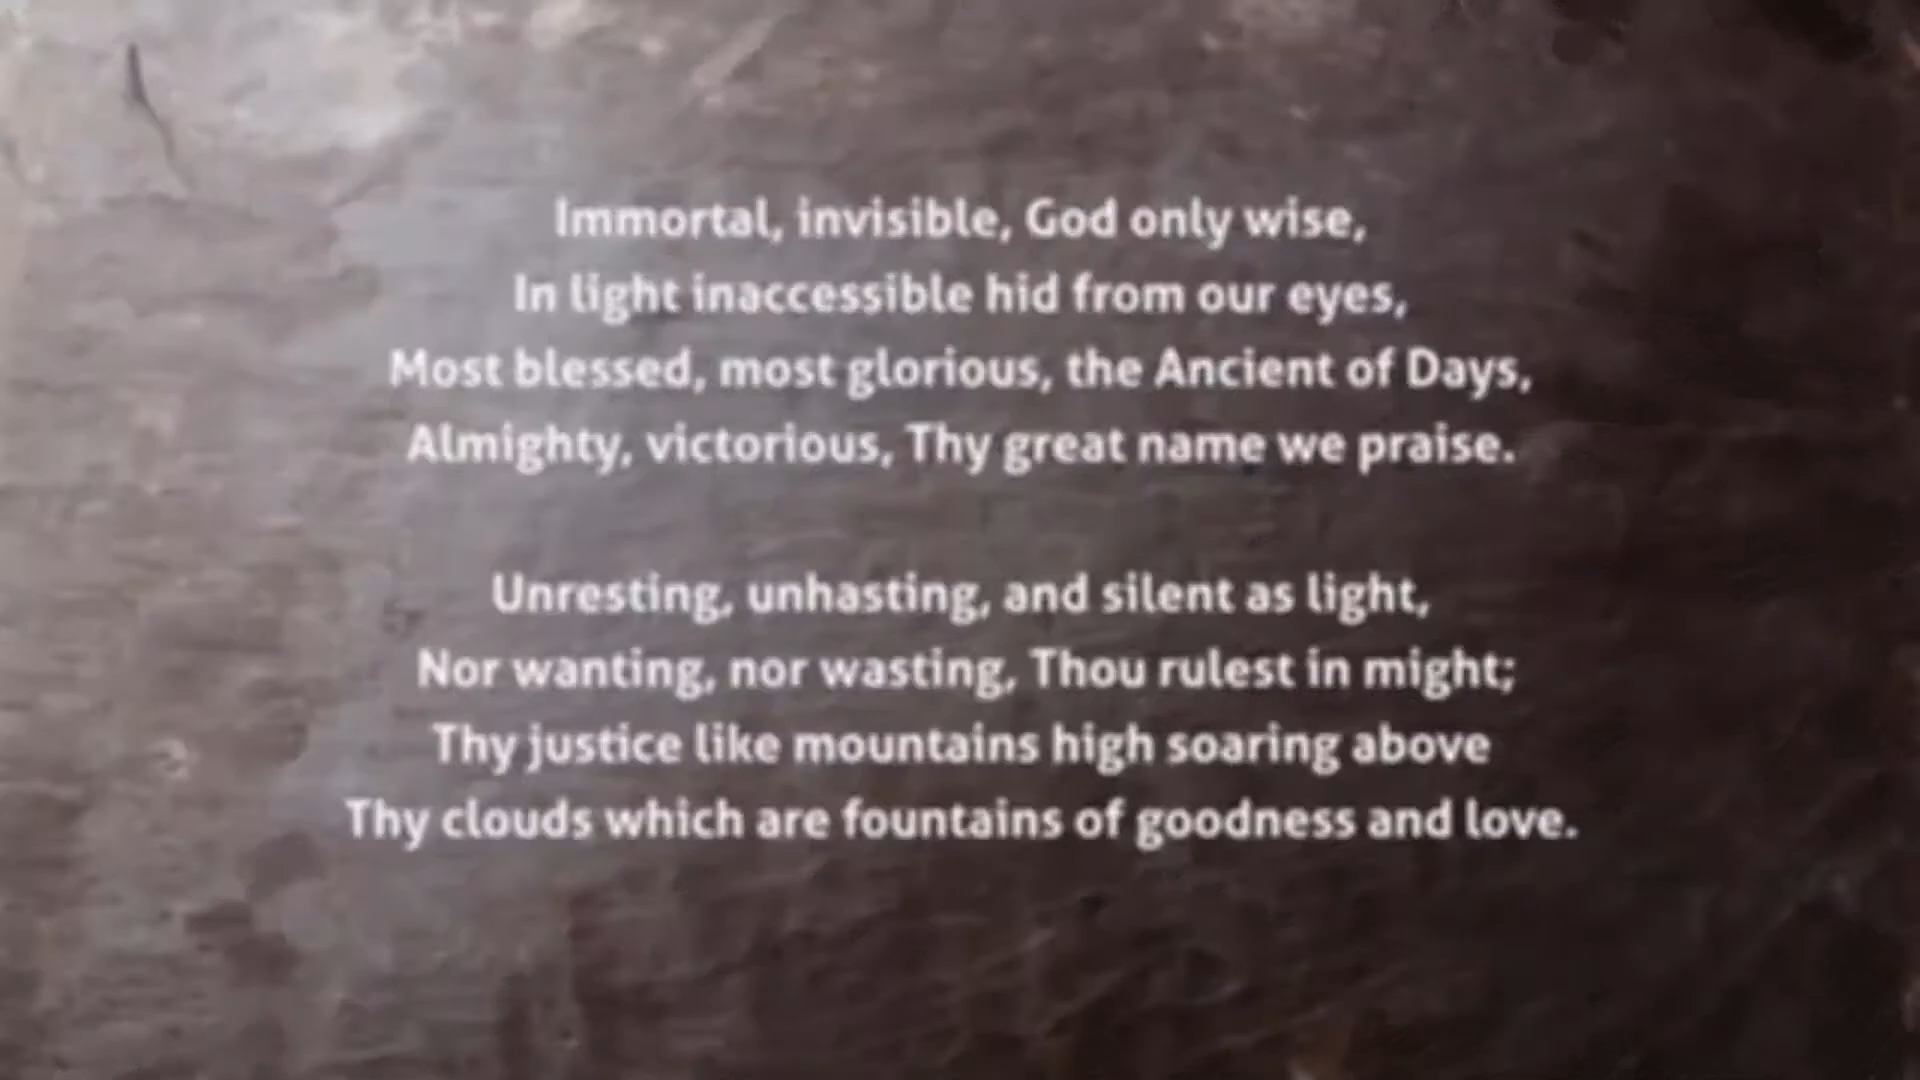 Immortal, invisible, God only wise,
In light inaccessible hid from our eyes,
Most blessed, most glorious, the Ancient of Days,
Almighty, victorious, Thy great name we praise.
Unresting, unhasting, and silent as light,
Nor wanting, nor wasting, Thou rulest in might;
Thy justice like mountains high soaring above
Thy clouds which are fountains of goodness and love.